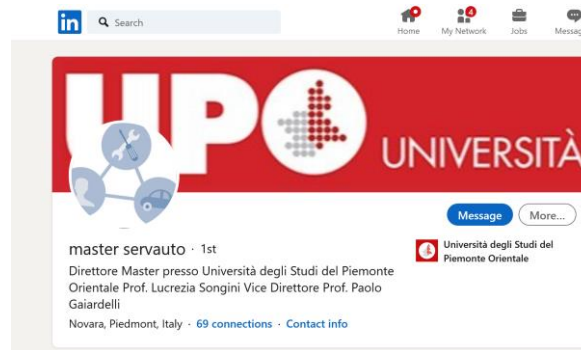 in
Search
Home
My Network
4
Jobs
UPO
UNIVERSITÀ
Message
More...
master servauto · 1st
Direttore Master presso Università degli Studi del Piemonte
Orientale Prof. Lucrezia Songini Vice Direttore Prof. Paolo
Gaiardelli
Novara, Piedmont, Italy · 69 connections · Contact info
Università degli Studi del
Piemonte Orientale